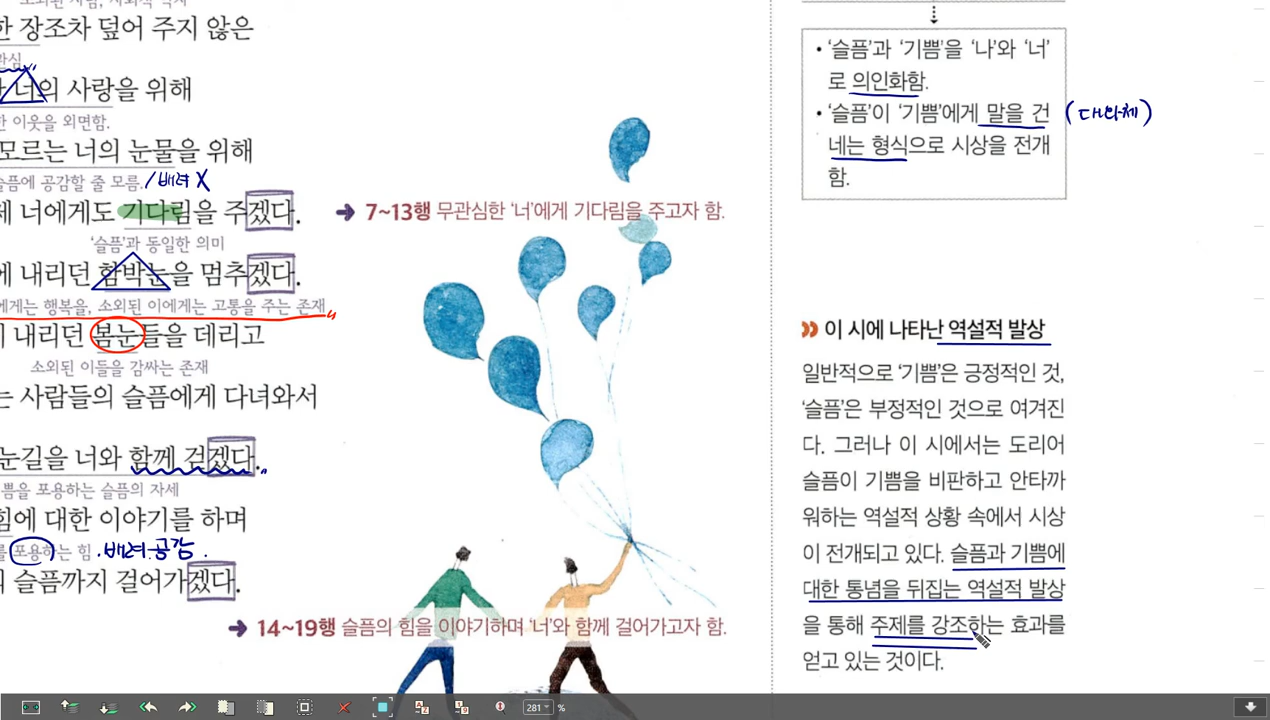 한 장조차 덮어 주지 않은
관심
너의 사랑을 위해
한 이웃을 외면함.
모르는 너의 눈물을 위해
슬픔에 공감할 줄 모름. / 배려 X
제 너에게도 기다림을 주겠다.
➔ 7~13행 무관심한 '너'에게 기다림을 주고자 함.
'슬픔'과 동일한 의미
에 내리던 함박눈을 멈추겠다.
에게는 행복을, 소외된 이에게는 고통을 주는 존재
내리던 봄눈들을 데리고
소외된 이들을 감싸는 존재
는 사람들의 슬픔에게 다녀와서
눈길을 너와 함께 걷겠다.
쁨을 포용하는 슬픔의 자세
힘에 대한 이야기를 하며
를 포용하는 힘 · 배려·공감.
의 슬픔까지 걸어가겠다.
➔ 14~19행 슬픔의 힘을 이야기하며 '너'와 함께 걸어가고자 함.
• '슬픔'과 '기쁨'을 '나'와 '너'
로 의인화함.
• '슬픔'이 '기쁨'에게 말을 건
(대화체)
네는 형식으로 시상을 전개
함.
이 시에 나타난 역설적 발상
일반적으로 '기쁨'은 긍정적인 것,
'슬픔'은 부정적인 것으로 여겨진
다. 그러나 이 시에서는 도리어
슬픔이 기쁨을 비판하고 안타까
워하는 역설적 상황 속에서 시상
이 전개되고 있다. 슬픔과 기쁨에
대한 통념을 뒤집는 역설적 발상
을 통해 주제를 강조하는 효과를
얻고 있는 것이다.
281 %